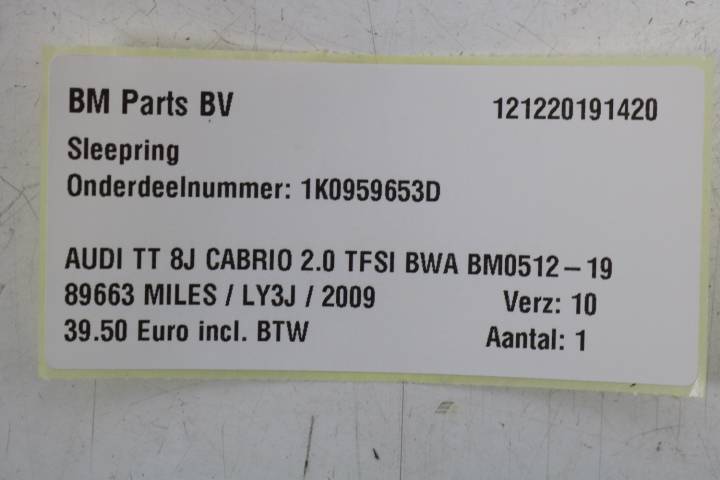 BM Parts BV 121220191420
Sleepring
Onderdeelnummer: 1K0959653D
AUDI TT 8J CABRIO 2.0 TFSI BWA BM0512-19
89663 MILES / LY3J / 2009 Verz: 10
39.50 Euro incl. BTW Aantal: 1